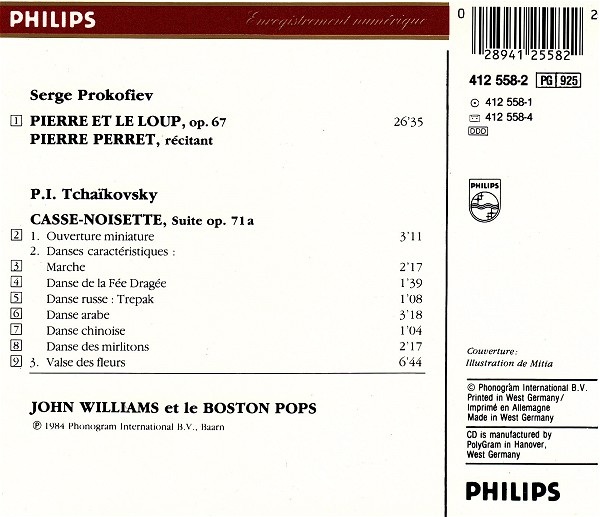 PHILIPS
Enregistrement numérique
Serge Prokofiev
1 PIERRE ET LE LOUP, op. 67 26'35
PIERRE PERRET, récitant
P.I. Tchaïkovsky
CASSE-NOISETTE, Suite op. 71a
2 1. Ouverture miniature 3'11
2. Danses caractéristiques :
3 Marche 2'17
4 Danse de la Fée Dragée 1'39
5 Danse russe : Trepak 1'08
6 Danse arabe 3'18
7 Danse chinoise 1'04
8 Danse des mirlitons 2'17
9 3. Valse des fleurs 6'44
JOHN WILLIAMS et le BOSTON POPS
℗ 1984 Phonogram International B.V., Baarn
0 28941 25582 2
412 558-2 PG 925
412 558-1
412 558-4
DDD
PHILIPS
Couverture:
Illustration de Mitia
© Phonogram International B.V.
Printed in West Germany/
Imprimé en Allemagne
Made in West Germany
CD is manufactured by
PolyGram in Hanover,
West Germany
PHILIPS